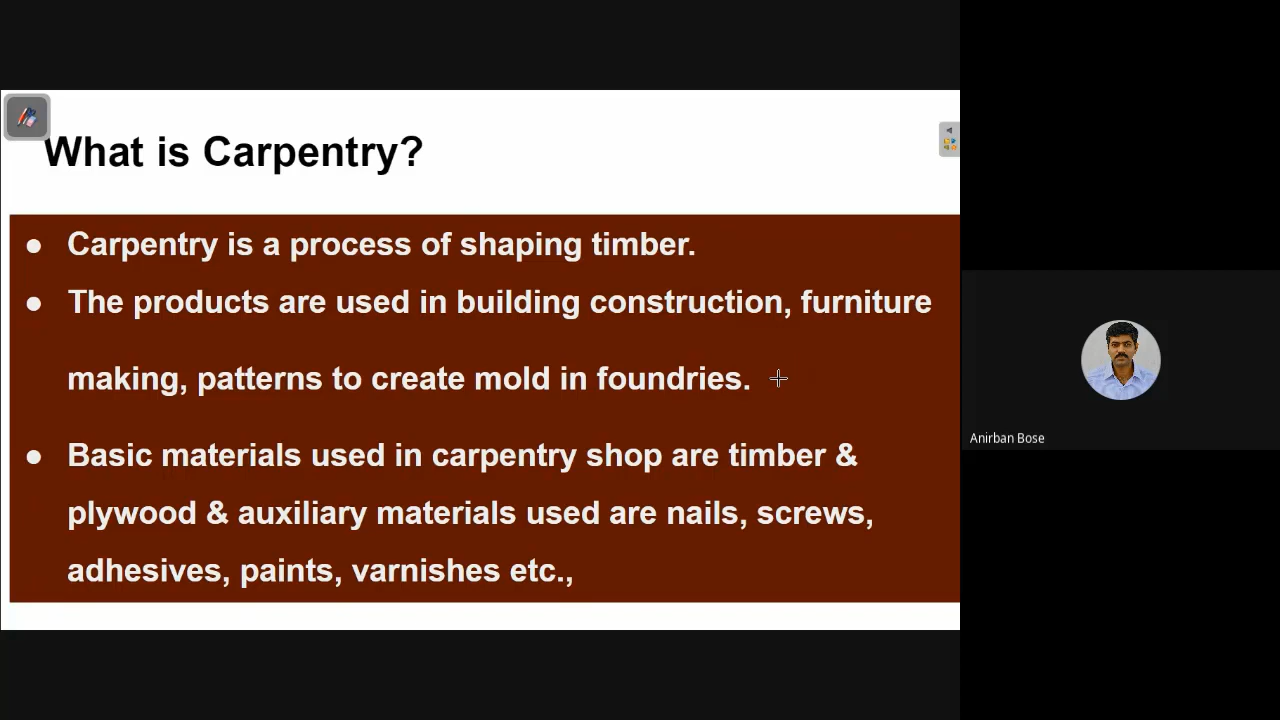 What is Carpentry?
● Carpentry is a process of shaping timber.
● The products are used in building construction, furniture
making, patterns to create mold in foundries.
● Basic materials used in carpentry shop are timber &
plywood & auxiliary materials used are nails, screws,
adhesives, paints, varnishes etc.,
Anirban Bose